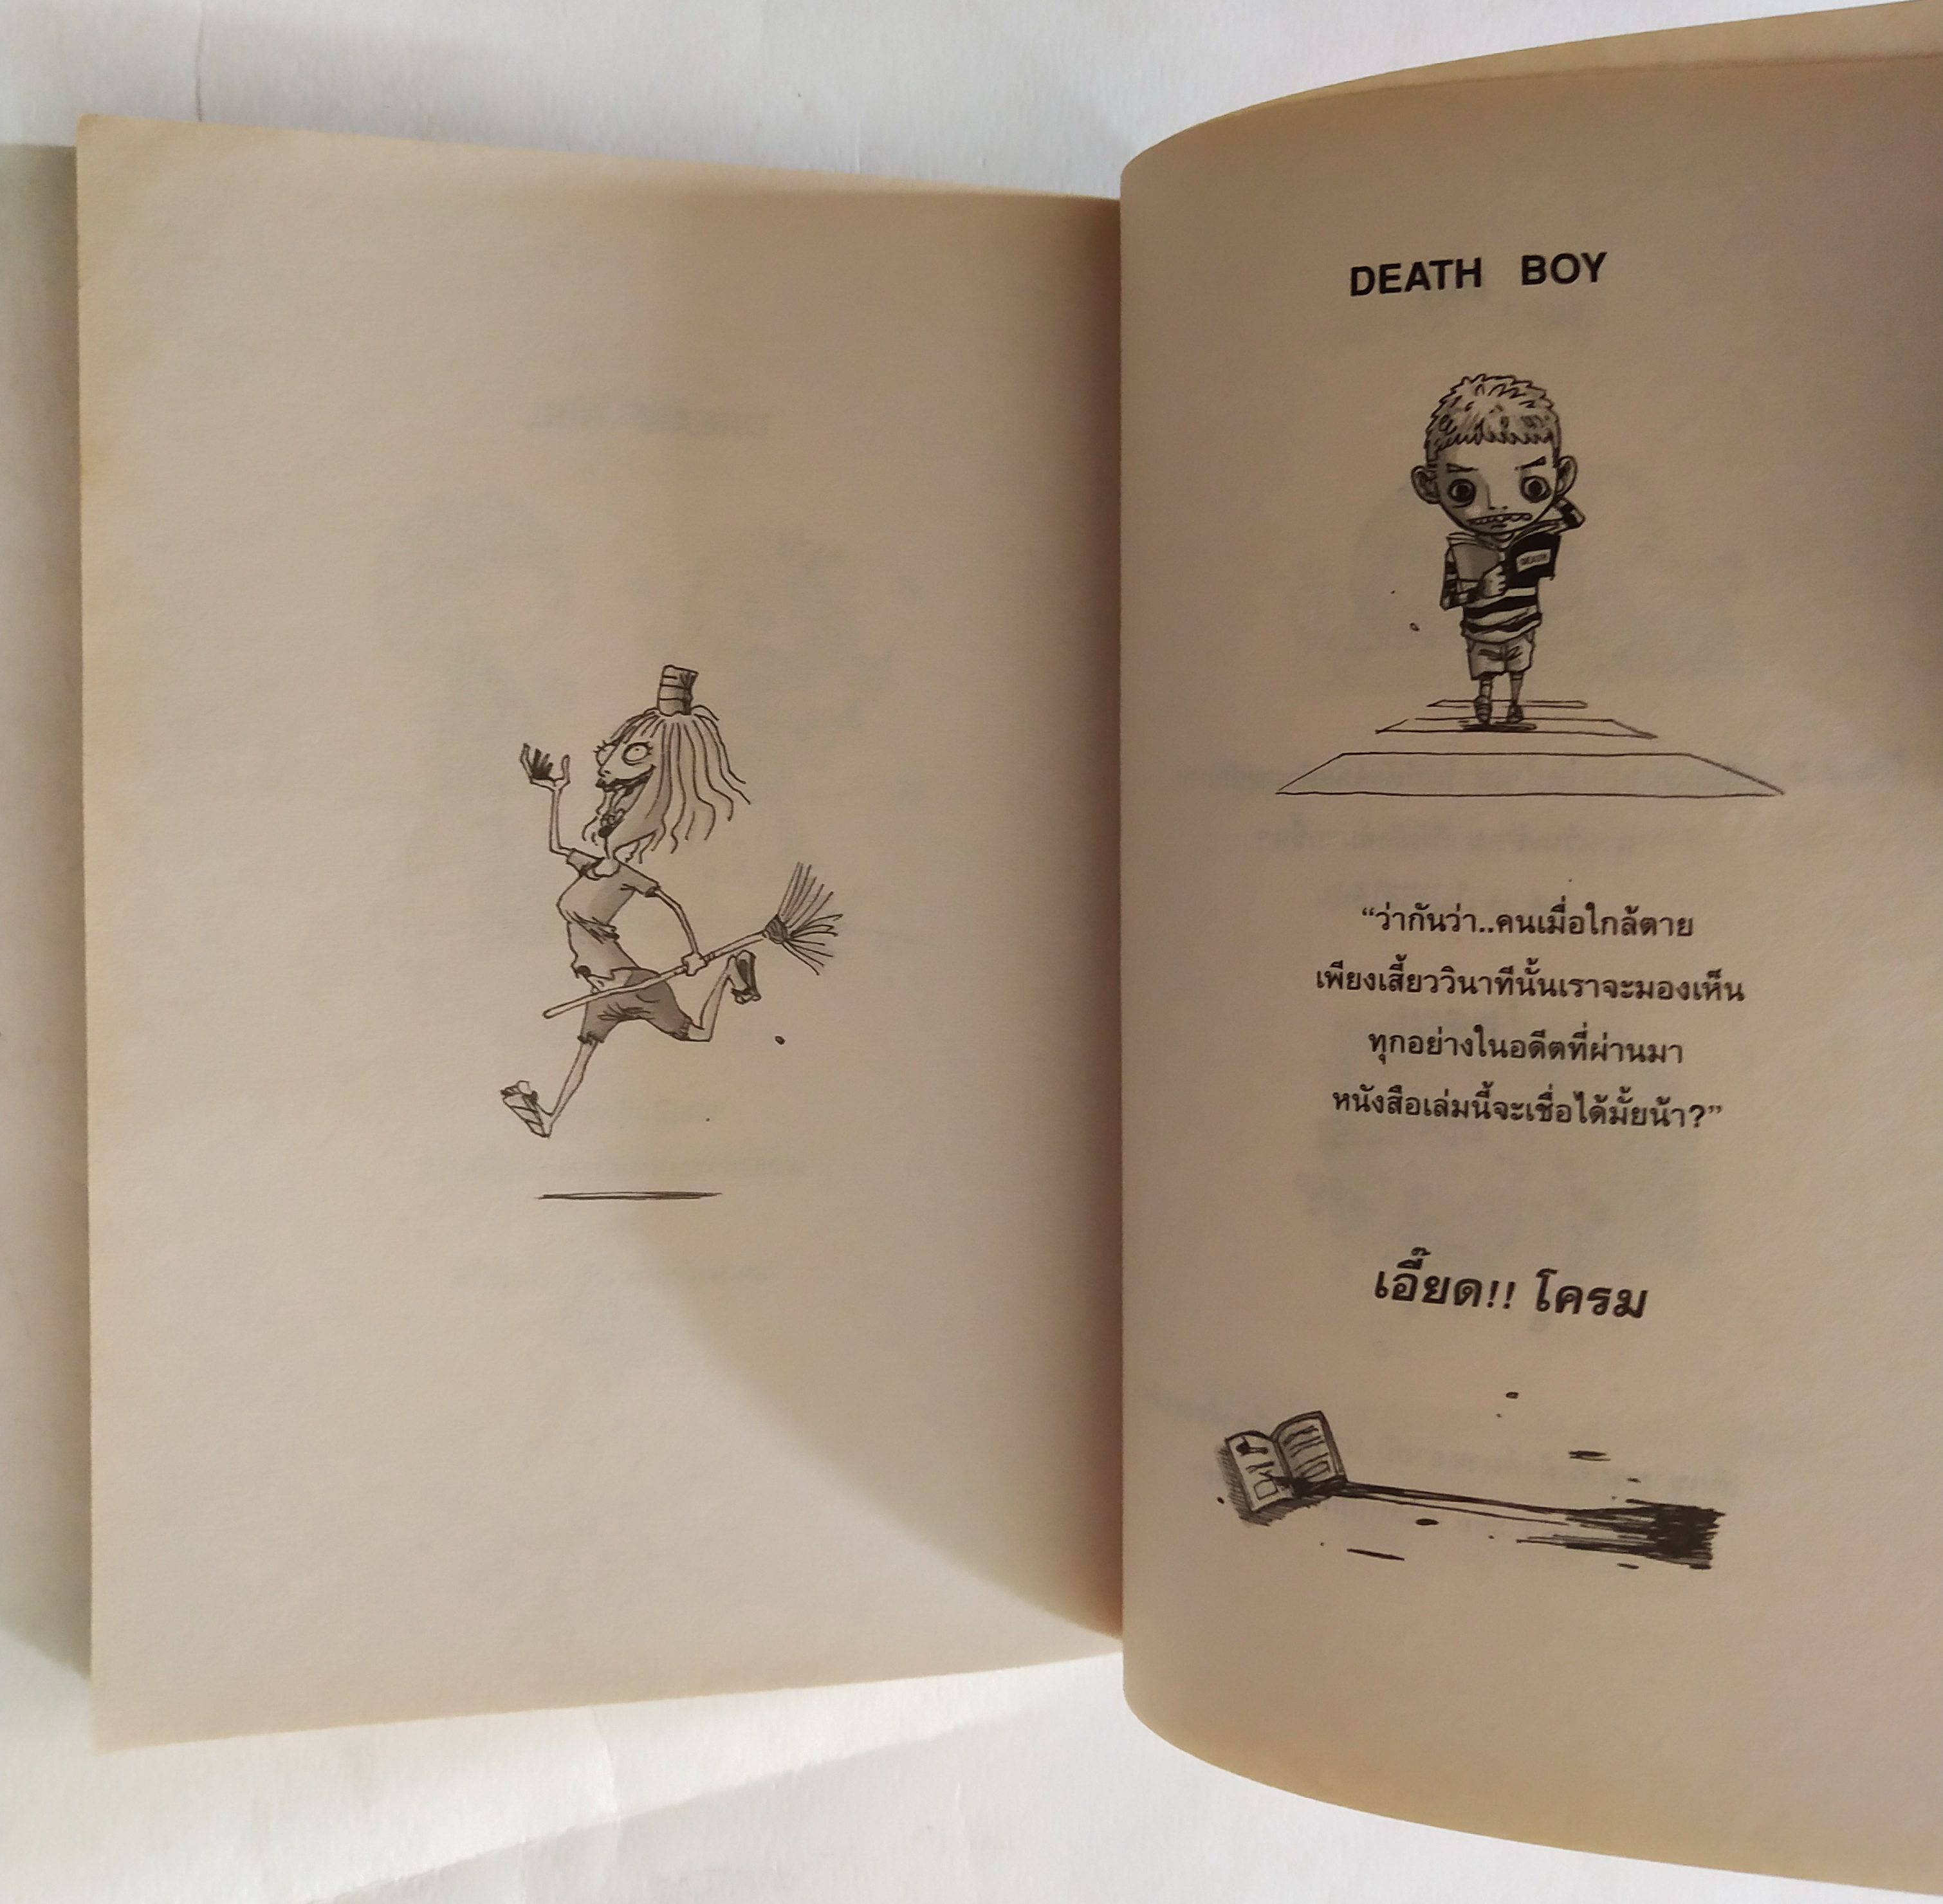 DEATH BOY
DEATH
“ว่ากันว่า..คนเมื่อใกล้ตาย
เพียงเสี้ยววินาทีนั้นเราจะมองเห็น
ทุกอย่างในอดีตที่ผ่านมา
หนังสือเล่มนี้จะเชื่อได้มั้ยน้า?”
เอี๊ยด!! โครม